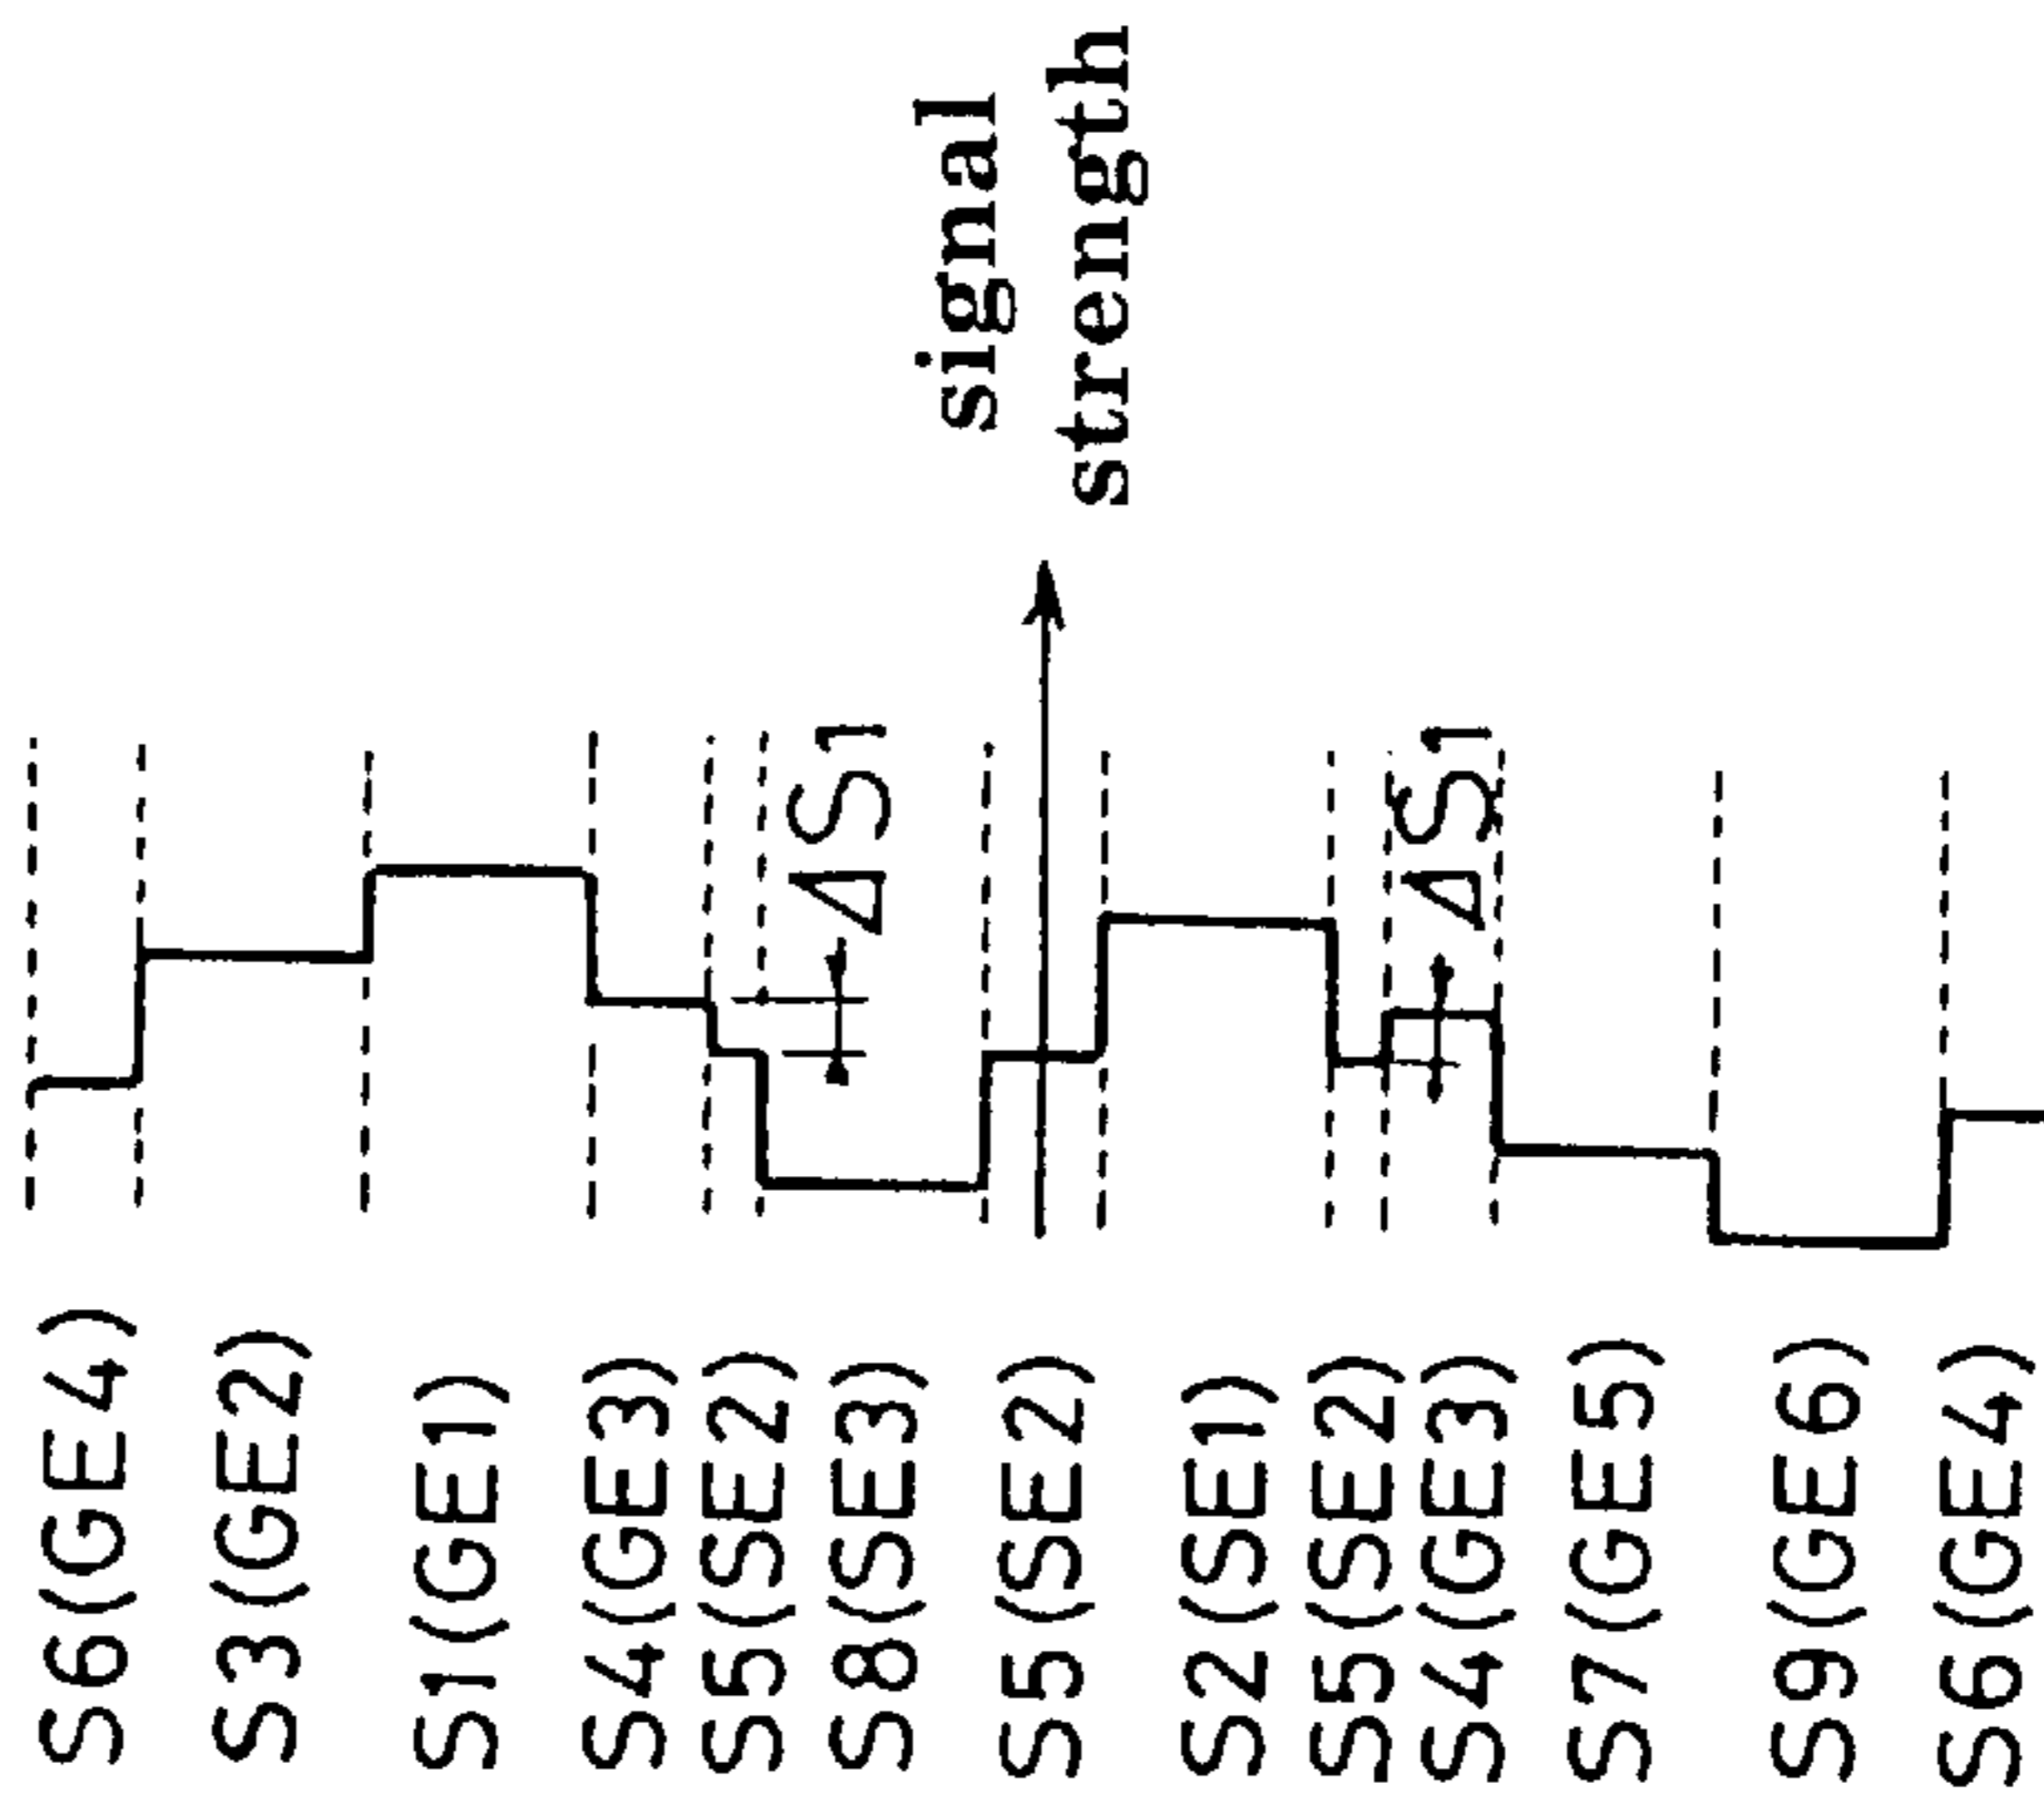 signal
strength
ΔS1
ΔS1
S6(GE4)
S3(GE2)
S1(GE1)
S4(GE3)
S5(SE2)
S8(SE3)
S5(SE2)
S2(SE1)
S5(SE2)
S4(GE3)
S7(GE5)
S9(GE6)
S6(GE4)